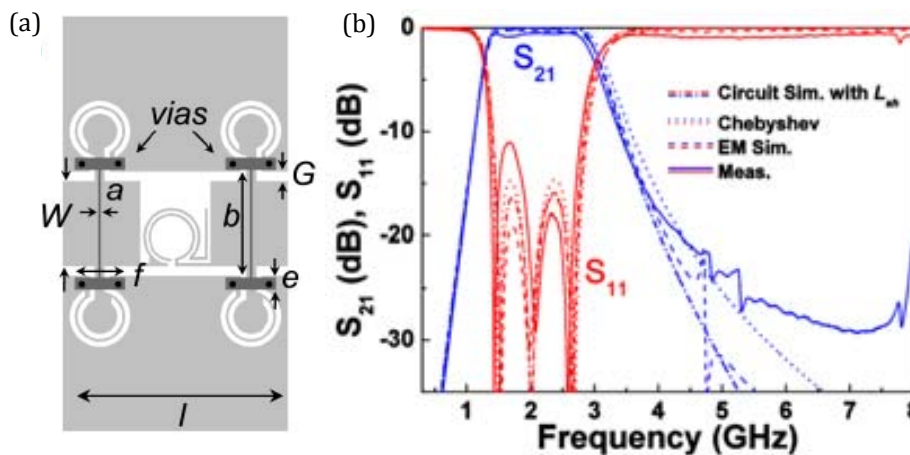 (a)
vias
G
a
W
b
f
e
l
(b)
S21 (dB), S11 (dB)
0
-10
-20
-30
S21
Circuit Sim. with Lsh
Chebyshev
EM Sim.
Meas.
S11
1 2 3 4 5 6 7 8
Frequency (GHz)